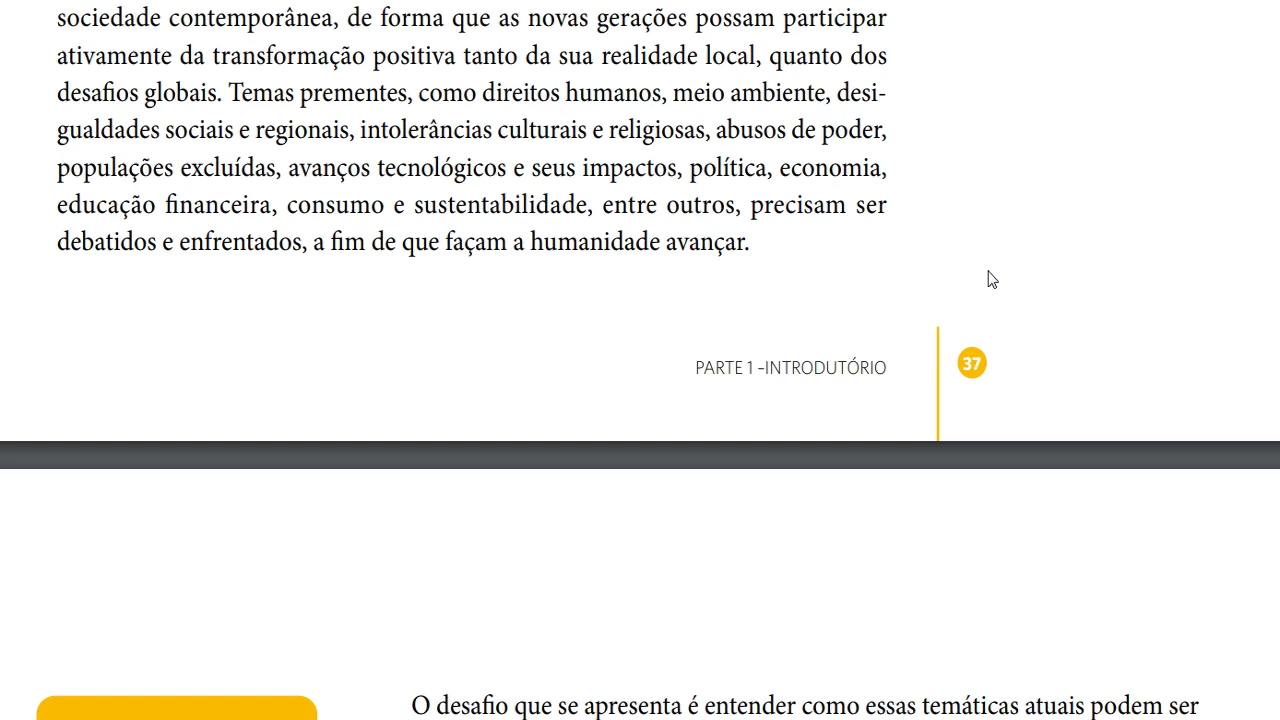 sociedade contemporânea, de forma que as novas gerações possam participar
ativamente da transformação positiva tanto da sua realidade local, quanto dos
desafios globais. Temas prementes, como direitos humanos, meio ambiente, desi-
gualdades sociais e regionais, intolerâncias culturais e religiosas, abusos de poder,
populações excluídas, avanços tecnológicos e seus impactos, política, economia,
educação financeira, consumo e sustentabilidade, entre outros, precisam ser
debatidos e enfrentados, a fim de que façam a humanidade avançar.
PARTE 1 –INTRODUTÓRIO
37
O desafio que se apresenta é entender como essas temáticas atuais podem ser